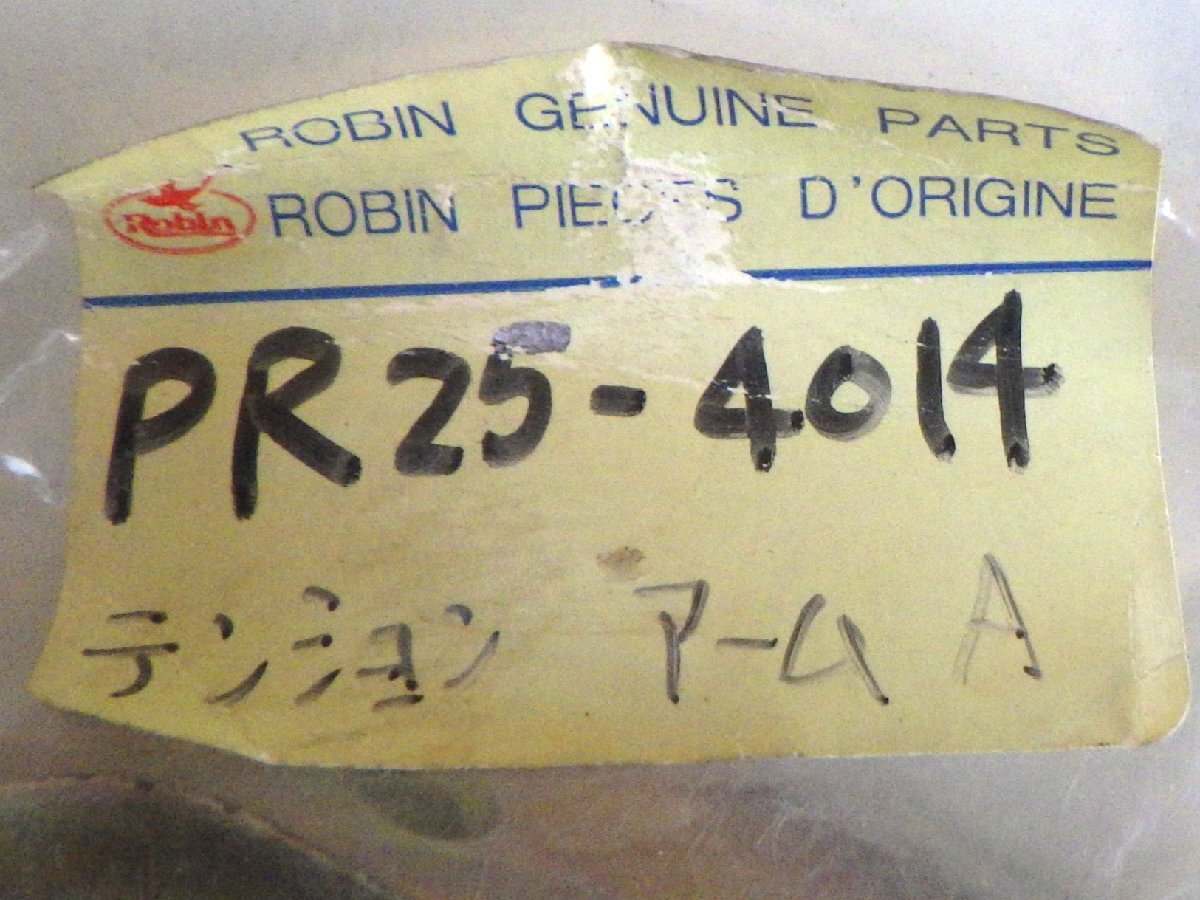 ROBIN GENUINE PARTS
Robin ROBIN PIECES D'ORIGINE
PR25-4014
テンション アーム A